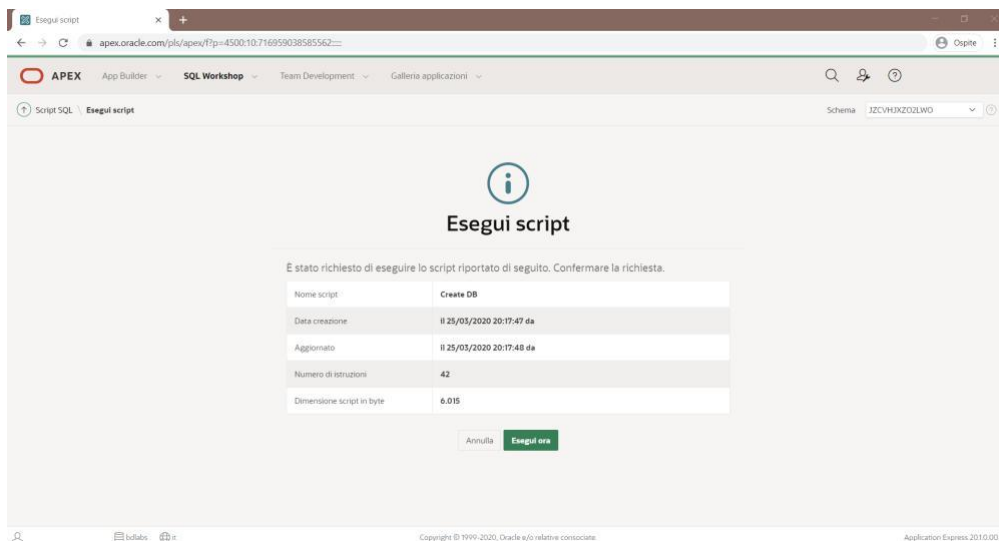 Esegui script
apex.oracle.com/pls/apex/f?p=4500:10:716959038585562:::::
Ospite
APEX App Builder SQL Workshop Team Development Galleria applicazioni
Script SQL \ Esegui script
Schema JZCVHJXZO2LWO
Esegui script
È stato richiesto di eseguire lo script riportato di seguito. Confermare la richiesta.
Nome script Create DB
Data creazione il 25/03/2020 20:17:47 da
Aggiornato il 25/03/2020 20:17:48 da
Numero di istruzioni 42
Dimensione script in byte 6.015
Annulla Esegui ora
bdlabs it Copyright © 1999-2020, Oracle e/o relative consociate. Application Express 20.1.0.00